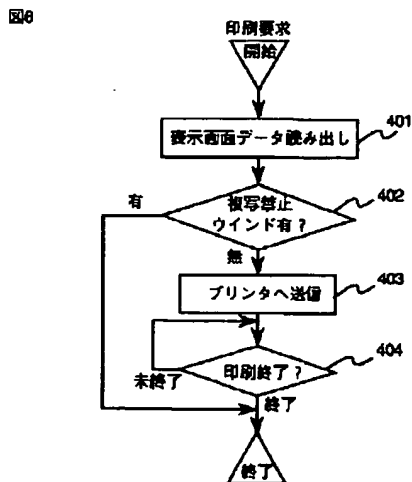 図6
印刷要求
開始
表示画面データ読み出し
401
複写禁止
ウインド有?
402
有
無
プリンタへ送信
403
印刷終了?
404
未終了
終了
終了